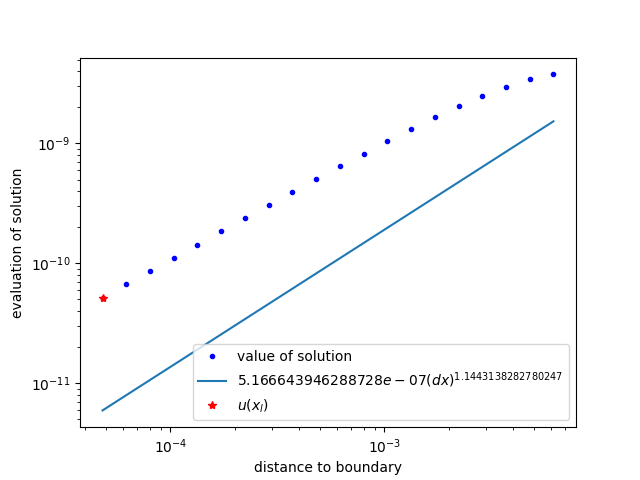 10⁻⁹
10⁻¹⁰
10⁻¹¹
evaluation of solution
value of solution
5.166643946288728e − 07(dx)^1.1443138282780247
u(x_l)
10⁻⁴
10⁻³
distance to boundary